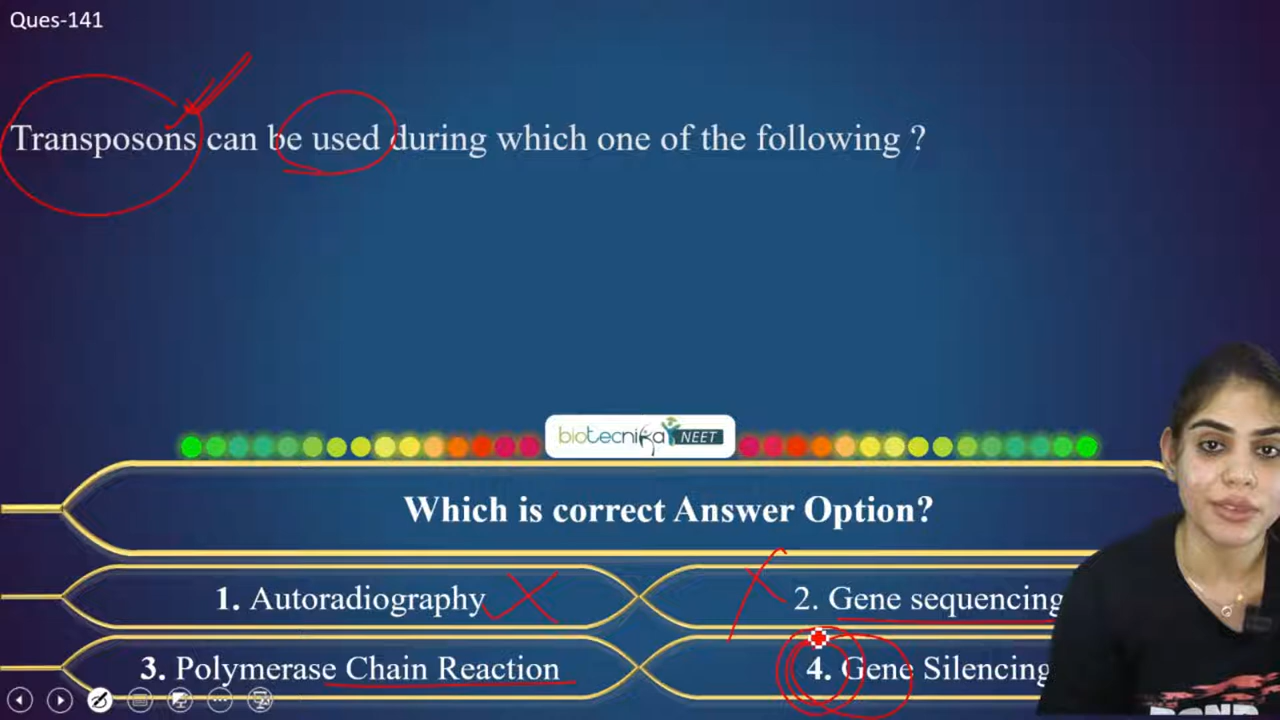 Ques-141
Transposons can be used during which one of the following ?
biotecnika NEET
Which is correct Answer Option?
1. Autoradiography
2. Gene sequencing
3. Polymerase Chain Reaction
4. Gene Silencing